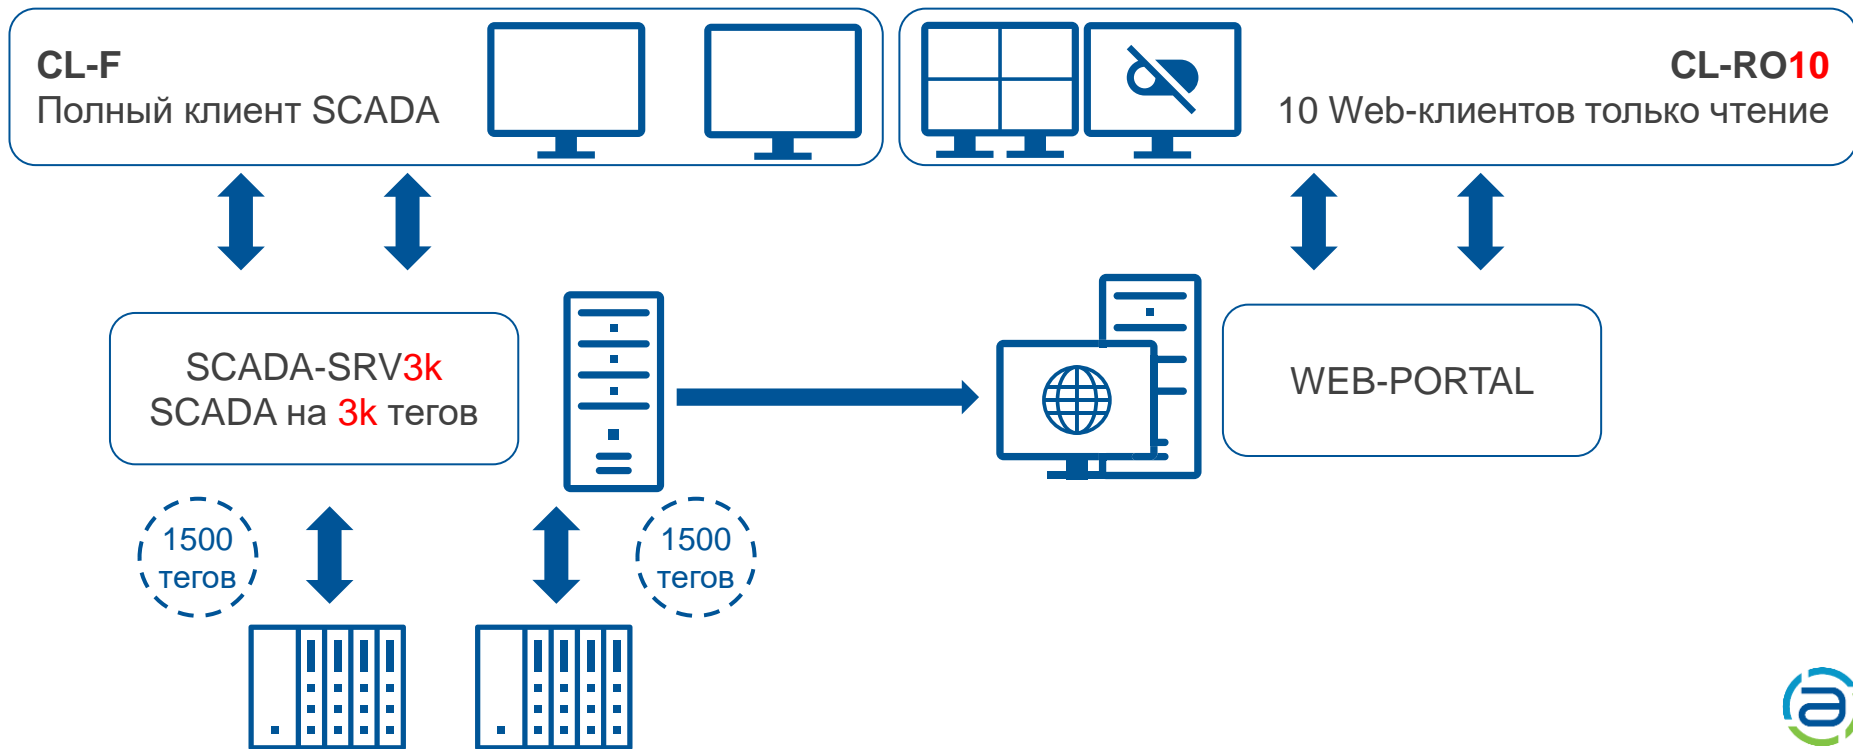 CL-F
Полный клиент SCADA
CL-RO10
10 Web-клиентов только чтение
SCADA-SRV3k
SCADA на 3k тегов
WEB-PORTAL
1500
тегов
1500
тегов